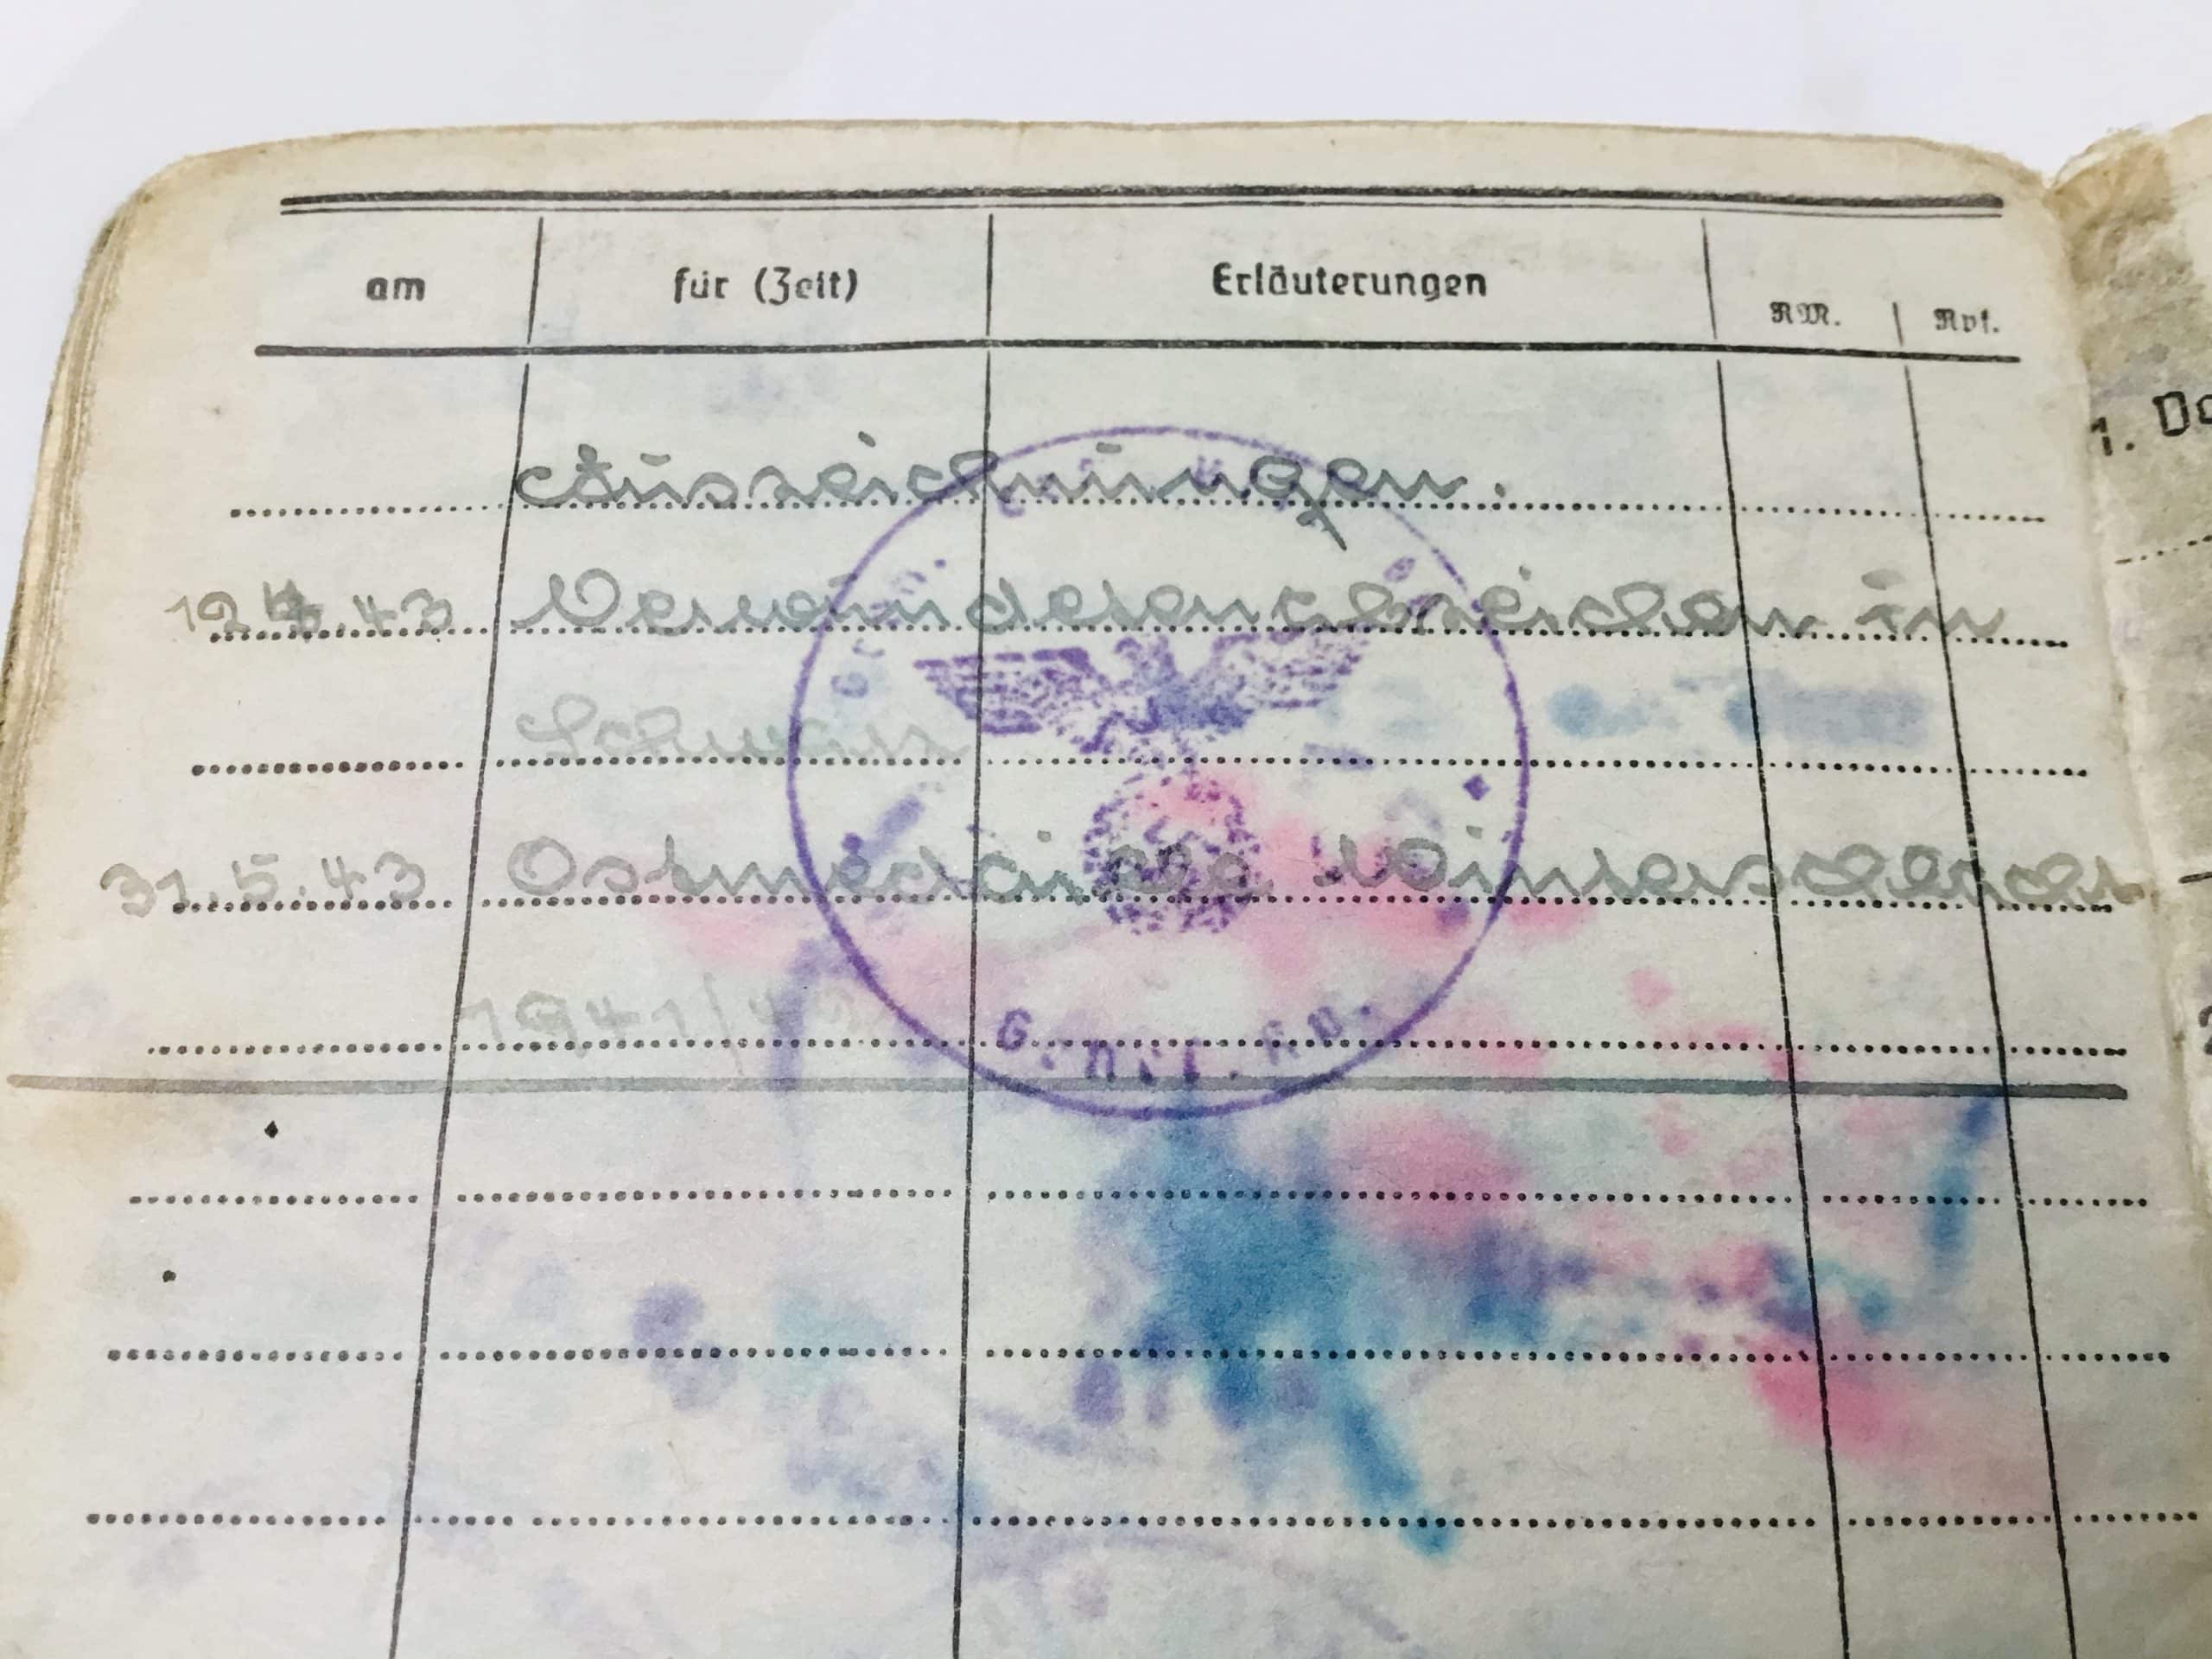 am für (Zeit) Erläuterungen RM. Rpf.
Auszeichnungen.
12.4.43 Verwundetenabzeichen in
Schwarz
31.5.43 Ostmedaille Winterschlacht
1941/42
1. Da